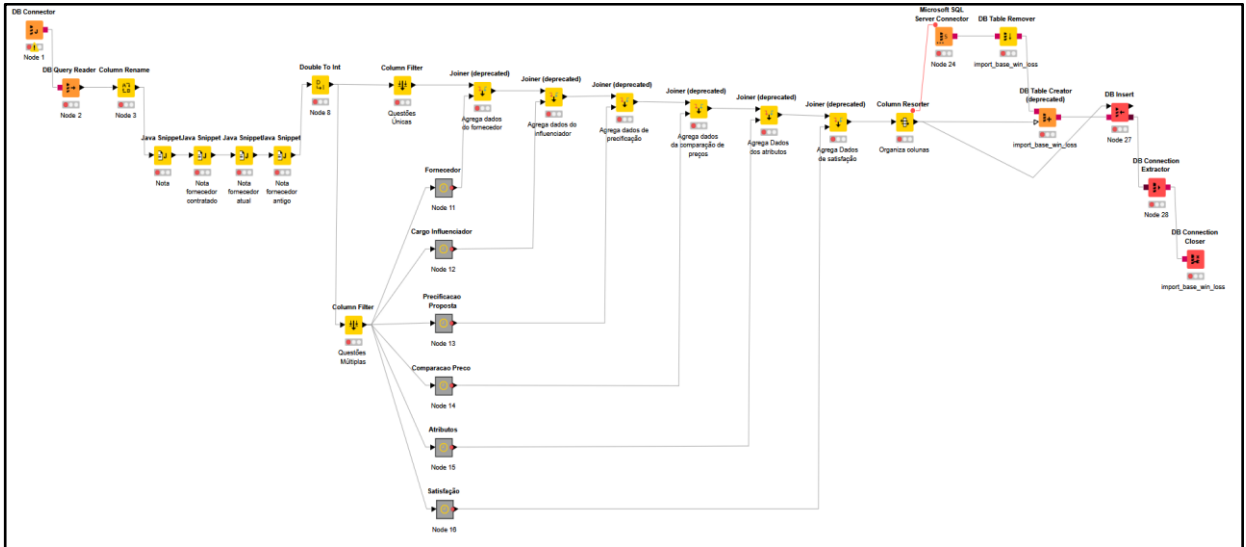 DB Connector
Node 1
DB Query Reader
Node 2
Column Rename
Node 3
Java Snippet
Nota
Java Snippet
Nota
fornecedor
contratado
Java Snippet
Nota
fornecedor
atual
Java Snippet
Nota
fornecedor
antigo
Double To Int
Node 8
Column Filter
Questões
Únicas
Joiner (deprecated)
Agrega dados
do fornecedor
Joiner (deprecated)
Agrega dados do
influenciador
Joiner (deprecated)
Agrega dados de
precificação
Joiner (deprecated)
Agrega dados
da comparação de
preços
Joiner (deprecated)
Agrega Dados
dos atributos
Joiner (deprecated)
Agrega Dados
de satisfação
Column Resorter
Organiza colunas
Microsoft SQL
Server Connector
Node 24
DB Table Remover
import_base_win_loss
DB Table Creator
(deprecated)
import_base_win_loss
DB Insert
Node 27
DB Connection
Extractor
Node 28
DB Connection
Closer
import_base_win_loss
Column Filter
Questões
Múltiplas
Fornecedor
Node 11
Cargo Influenciador
Node 12
Precificacao
Proposta
Node 13
Comparacao Preco
Node 14
Atributos
Node 15
Satisfação
Node 16